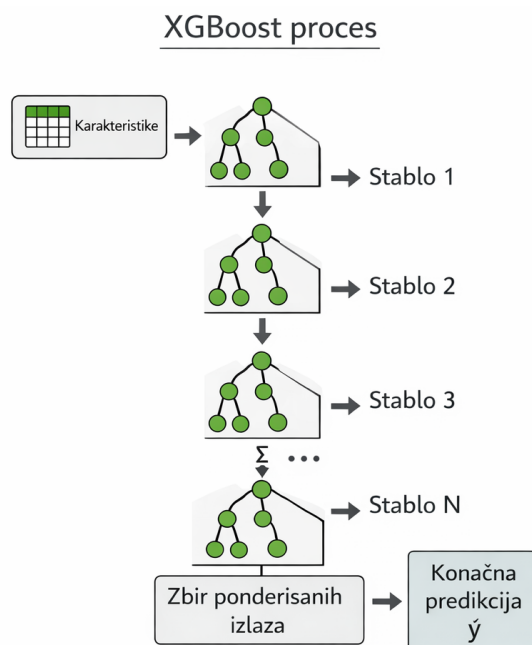 XGBoost proces
Karakteristike
Stablo 1
Stablo 2
Stablo 3
Σ ...
Stablo N
Zbir ponderisanih
izlaza
Konačna
predikcija
ý